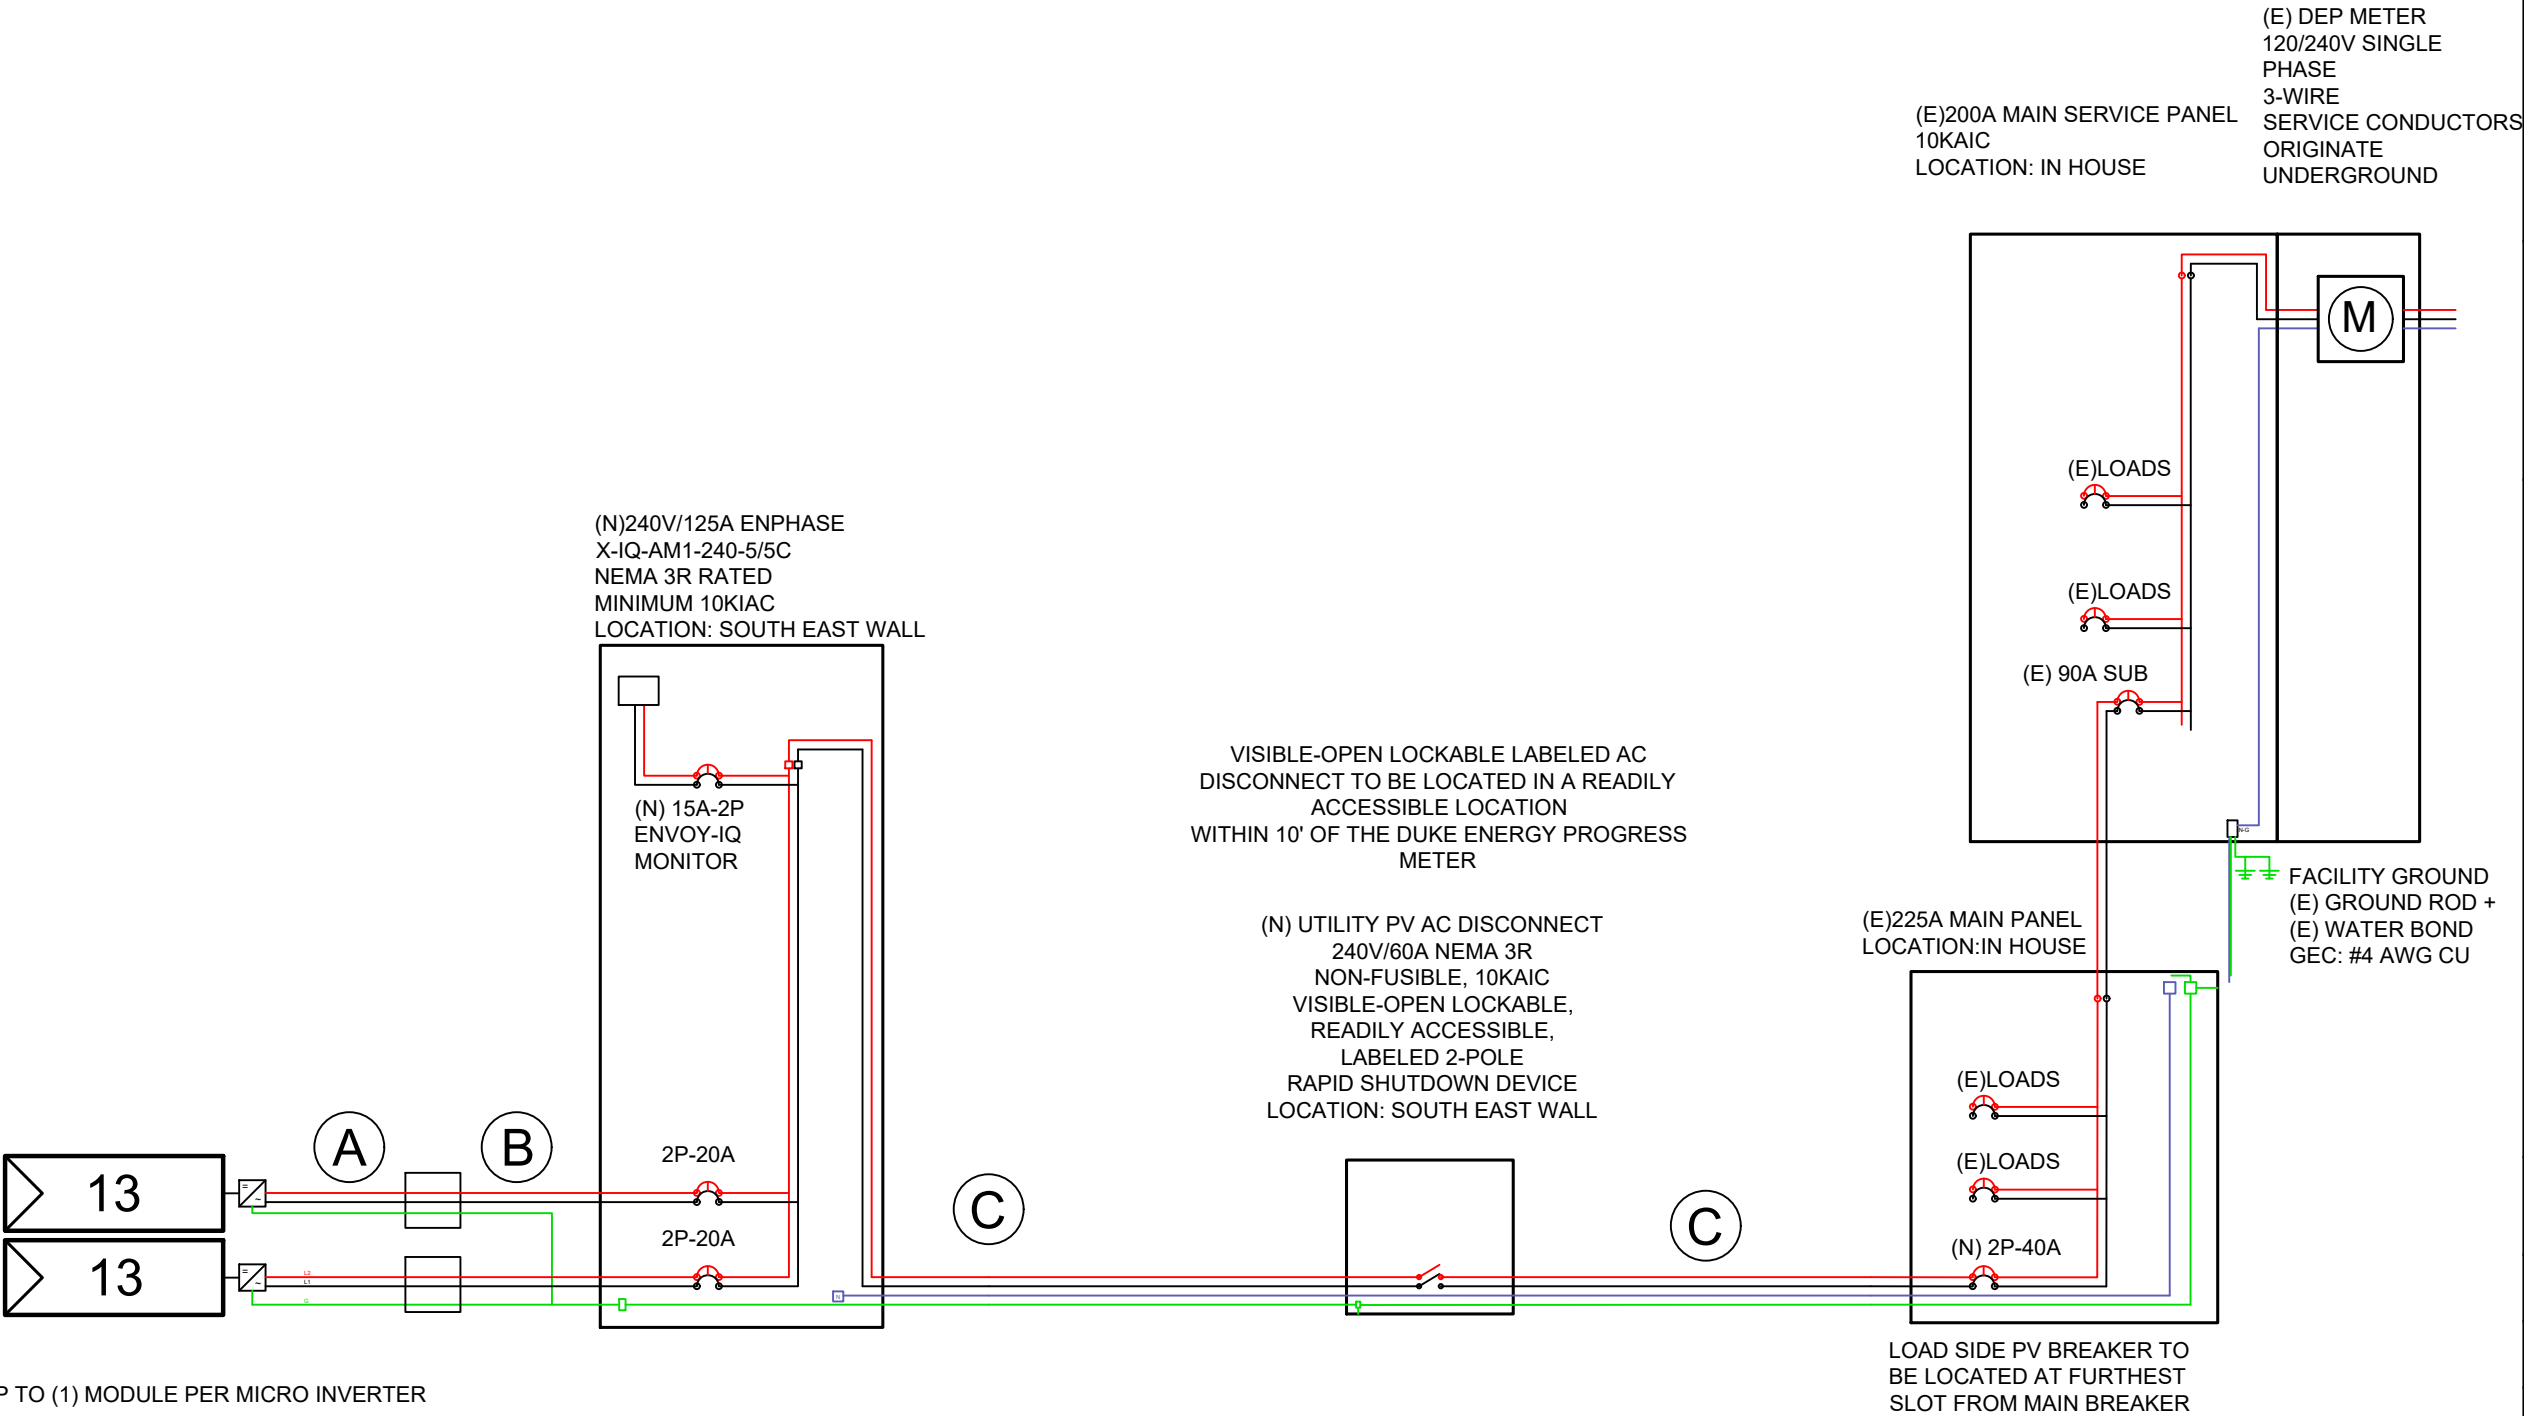 (E) DEP METER
120/240V SINGLE
PHASE
3-WIRE
SERVICE CONDUCTORS
ORIGINATE
UNDERGROUND
(E)200A MAIN SERVICE PANEL
10KAIC
LOCATION: IN HOUSE
M
(E)LOADS
(E)LOADS
(E) 90A SUB
N-G
(N)240V/125A ENPHASE
X-IQ-AM1-240-5/5C
NEMA 3R RATED
MINIMUM 10KIAC
LOCATION: SOUTH EAST WALL
(N) 15A-2P
ENVOY-IQ
MONITOR
VISIBLE-OPEN LOCKABLE LABELED AC
DISCONNECT TO BE LOCATED IN A READILY
ACCESSIBLE LOCATION
WITHIN 10' OF THE DUKE ENERGY PROGRESS
METER
(N) UTILITY PV AC DISCONNECT
240V/60A NEMA 3R
NON-FUSIBLE, 10KAIC
VISIBLE-OPEN LOCKABLE,
READILY ACCESSIBLE,
LABELED 2-POLE
RAPID SHUTDOWN DEVICE
LOCATION: SOUTH EAST WALL
FACILITY GROUND
(E) GROUND ROD +
(E) WATER BOND
GEC: #4 AWG CU
(E)225A MAIN PANEL
LOCATION:IN HOUSE
(E)LOADS
(E)LOADS
(N) 2P-40A
A
B
2P-20A
2P-20A
C
C
13
13
L2
L1
G
N
P TO (1) MODULE PER MICRO INVERTER
LOAD SIDE PV BREAKER TO
BE LOCATED AT FURTHEST
SLOT FROM MAIN BREAKER